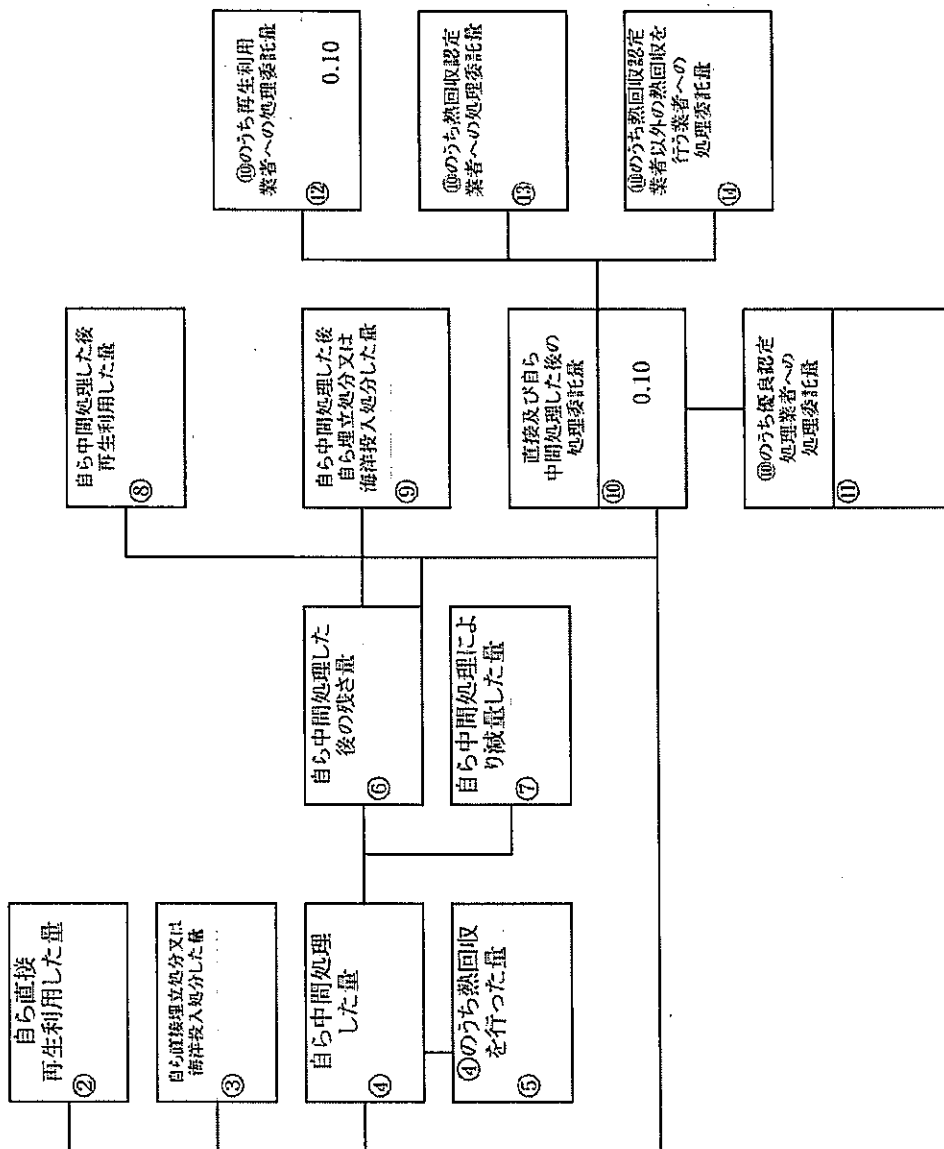 自ら直接
再生利用した量
②
自ら直接埋立処分又は
海洋投入処分した量
③
自ら中間処理
した量
④
④のうち熱回収
を行った量
⑤
自ら中間処理した
後の残さ量
⑥
自ら中間処理によ
り減量した量
⑦
自ら中間処理した後
再生利用した量
⑧
自ら中間処理した後
自ら埋立処分又は
海洋投入処分した量
⑨
直接及び自ら
中間処理した後の
処理委託量
⑩
0.10
⑩のうち優良認定
処理業者への
処理委託量
⑪
⑩のうち再生利用
業者への処理委託量
⑫
0.10
⑩のうち熱回収認定
業者への処理委託量
⑬
⑩のうち熱回収認定
業者以外の熱回収を
行う業者への
処理委託量
⑭